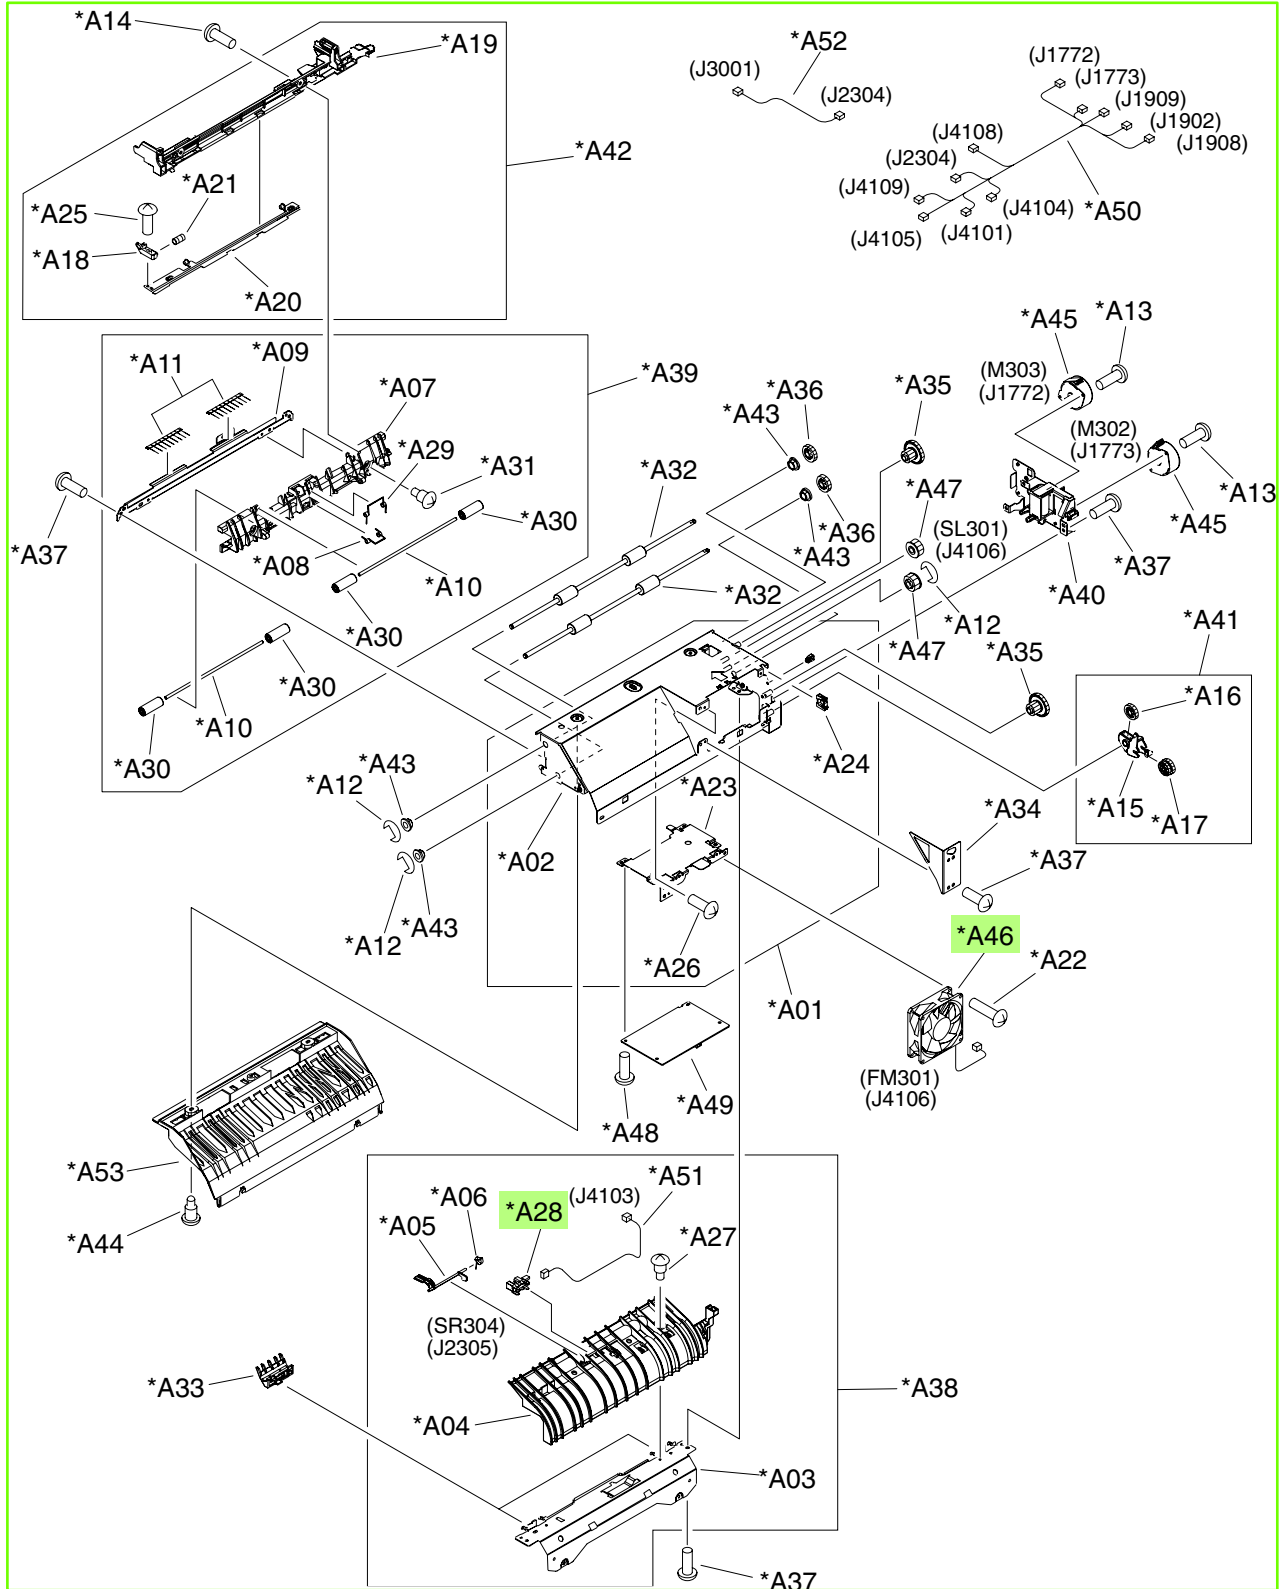 *A14
*A19
*A52
(J3001)
(J2304)
(J1772)
(J1773)
(J1909)
(J1902)
(J1908)
(J4108)
(J2304)
(J4109)
(J4105)
(J4101)
(J4104)
*A50
*A42
*A21
*A25
*A18
*A20
*A11
*A09
*A39
*A07
*A29
*A31
*A37
*A08
*A30
*A10
*A30
*A30
*A10
*A30
*A36
*A43
*A35
*A32
*A36
*A43
*A32
*A47
(SL301)
(J4106)
*A12
*A47
*A45
*A13
(M303)
(J1772)
(M302)
(J1773)
*A13
*A45
*A37
*A40
*A35
*A41
*A16
*A15
*A17
*A24
*A43
*A12
*A02
*A23
*A34
*A37
*A12
*A43
*A26
*A46
*A22
*A01
(FM301)
(J4106)
*A49
*A48
*A53
*A44
*A51
(J4103)
*A06
*A28
*A05
*A27
(SR304)
(J2305)
*A33
*A38
*A04
*A03
*A37